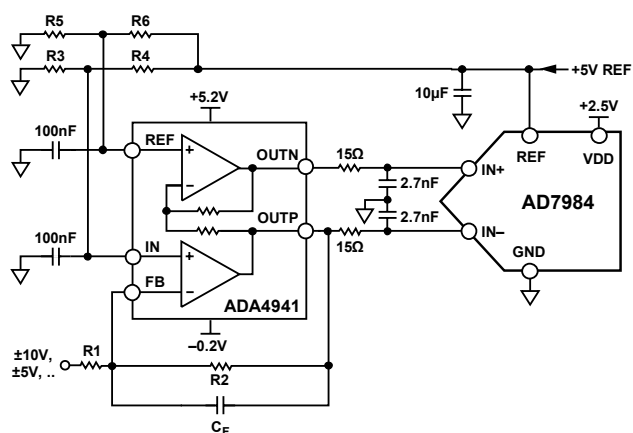 R5
R6
R3
R4
+5V REF
10µF
+5.2V
+2.5V
100nF
REF
OUTN
15Ω
REF
VDD
IN+
2.7nF
AD7984
OUTP
2.7nF
100nF
IN
15Ω
IN–
GND
FB
ADA4941
–0.2V
±10V,
±5V, ..
R1
R2
CF